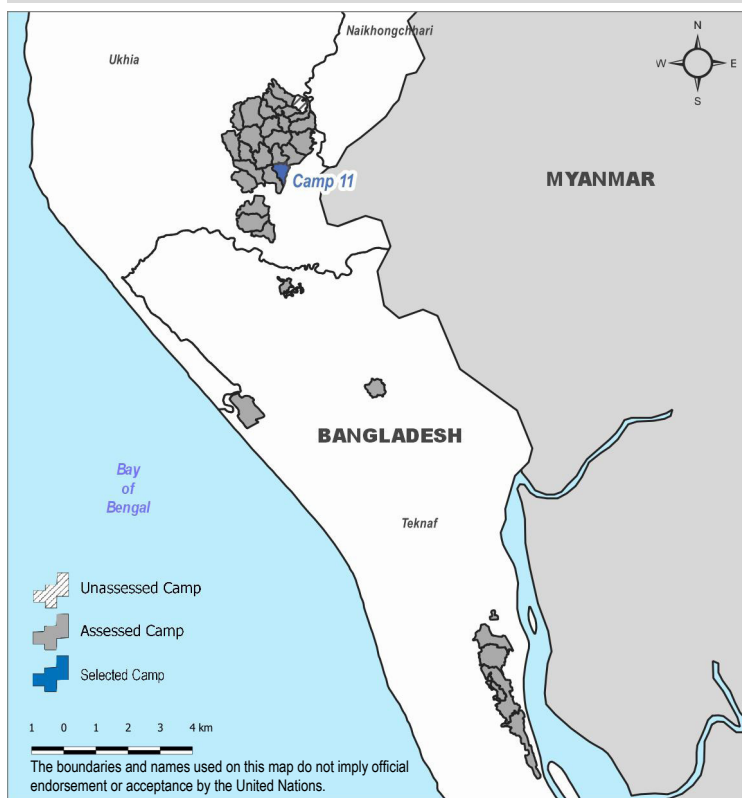 Naikhongchhari
Ukhia
N
W
E
S
Camp 11
MYANMAR
BANGLADESH
Bay
of
Bengal
Teknaf
Unassessed Camp
Assessed Camp
Selected Camp
1 0 1 2 3 4 km
The boundaries and names used on this map do not imply official
endorsement or acceptance by the United Nations.